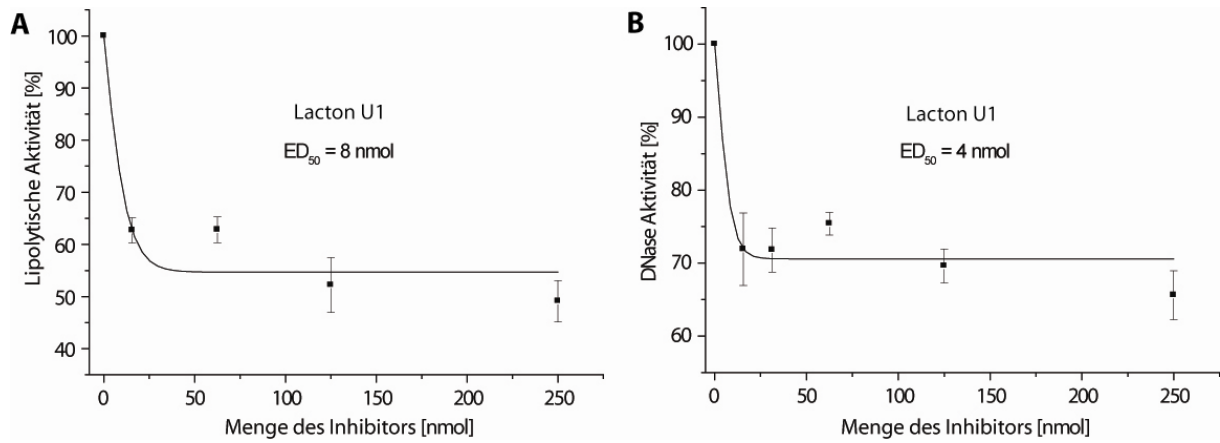 A
Lipolytische Aktivität [%]
100
90
80
70
60
50
40
Lacton U1
ED50 = 8 nmol
0 50 100 150 200 250
Menge des Inhibitors [nmol]
B
DNase Aktivität [%]
100
90
80
70
60
Lacton U1
ED50 = 4 nmol
0 50 100 150 200 250
Menge des Inhibitors [nmol]